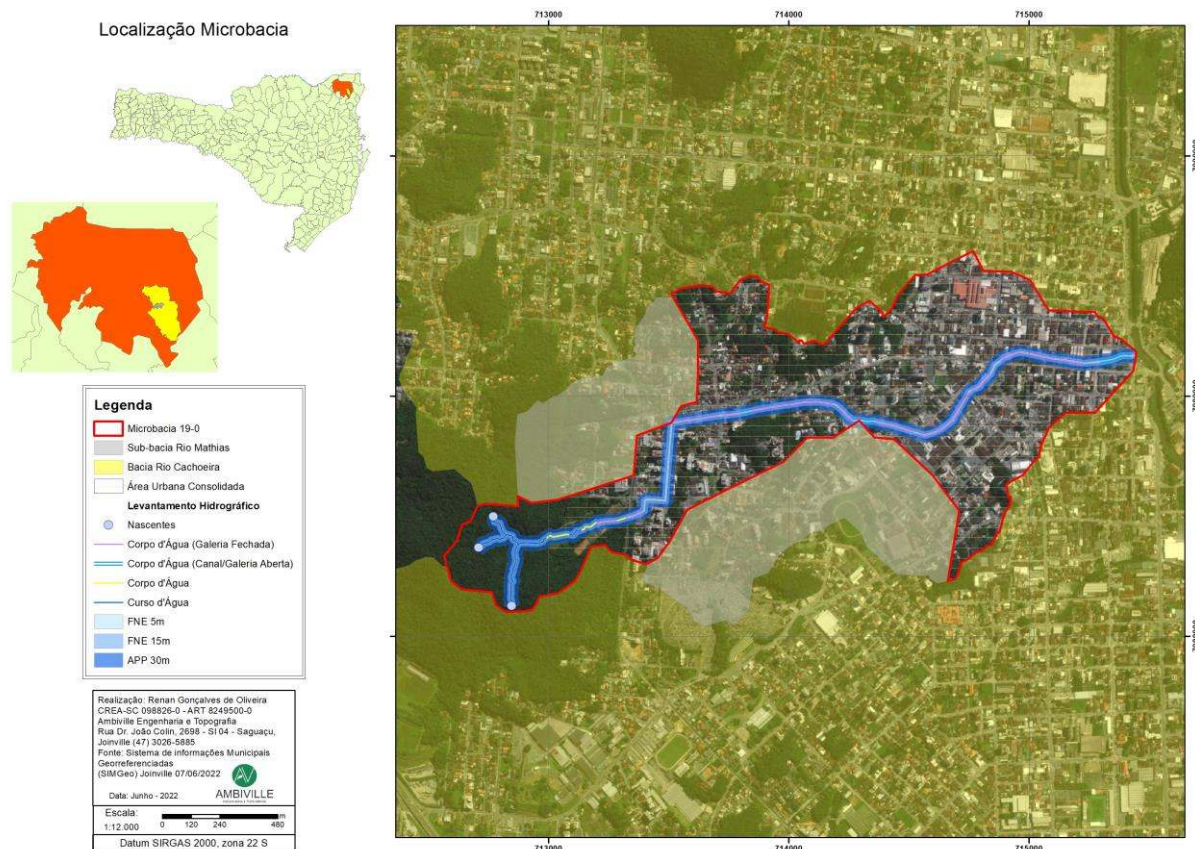 Localização Microbacia
713000
714000
715000
Legenda
Microbacia 19-0
Sub-bacia Rio Mathias
Bacia Rio Cachoeira
Área Urbana Consolidada
Levantamento Hidrográfico
Nascentes
Corpo d'Água (Galeria Fechada)
Corpo d'Água (Canal/Galeria Aberta)
Corpo d'Água
Curso d'Água
FNE 5m
FNE 15m
APP 30m
Realização: Renan Gonçalves de Oliveira
CREA-SC 098826-0 - ART 8249500-0
Ambiville Engenharia e Topografia
Rua Dr. João Colin, 2698 - Sl 04 - Saguaçu,
Joinville (47) 3026-5885
Fonte: Sistema de informações Municipais
Georreferenciadas
(SIMGeo) Joinville 07/06/2022
AMBIVILLE
Data: Junho - 2022
Escala:
1:12.000
0 120 240 480
m
Datum SIRGAS 2000, zona 22 S
713000
714000
715000